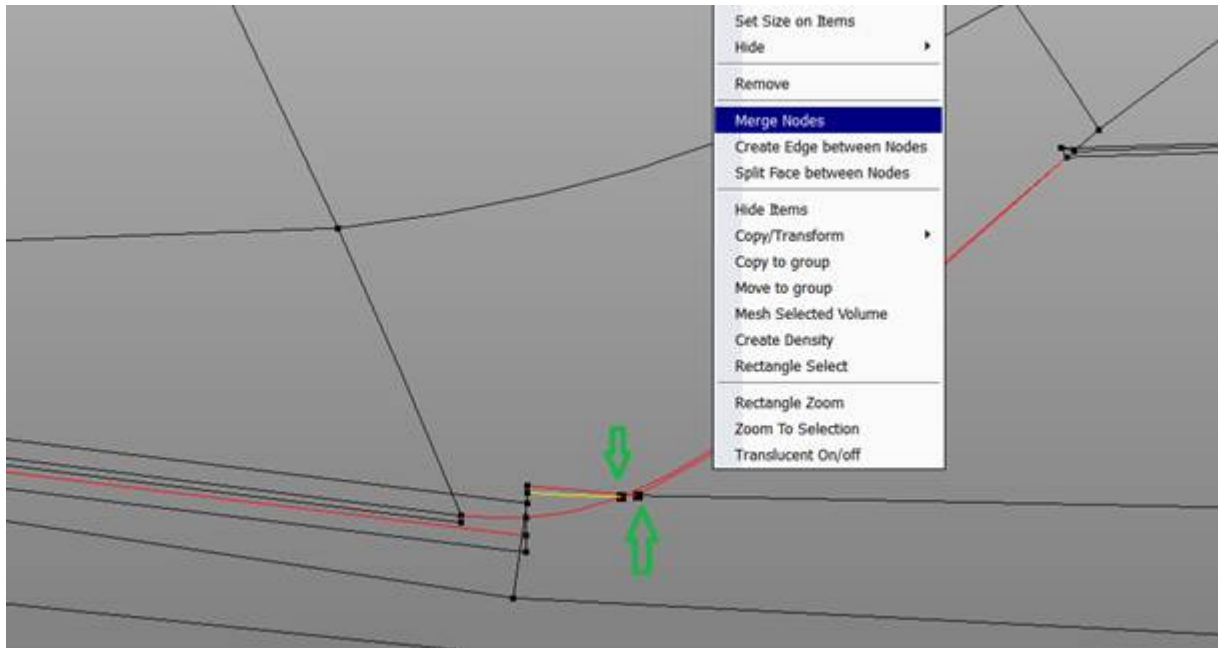 Set Size on Items
Hide
Remove
Merge Nodes
Create Edge between Nodes
Split Face between Nodes
Hide Items
Copy/Transform
Copy to group
Move to group
Mesh Selected Volume
Create Density
Rectangle Select
Rectangle Zoom
Zoom To Selection
Translucent On/off